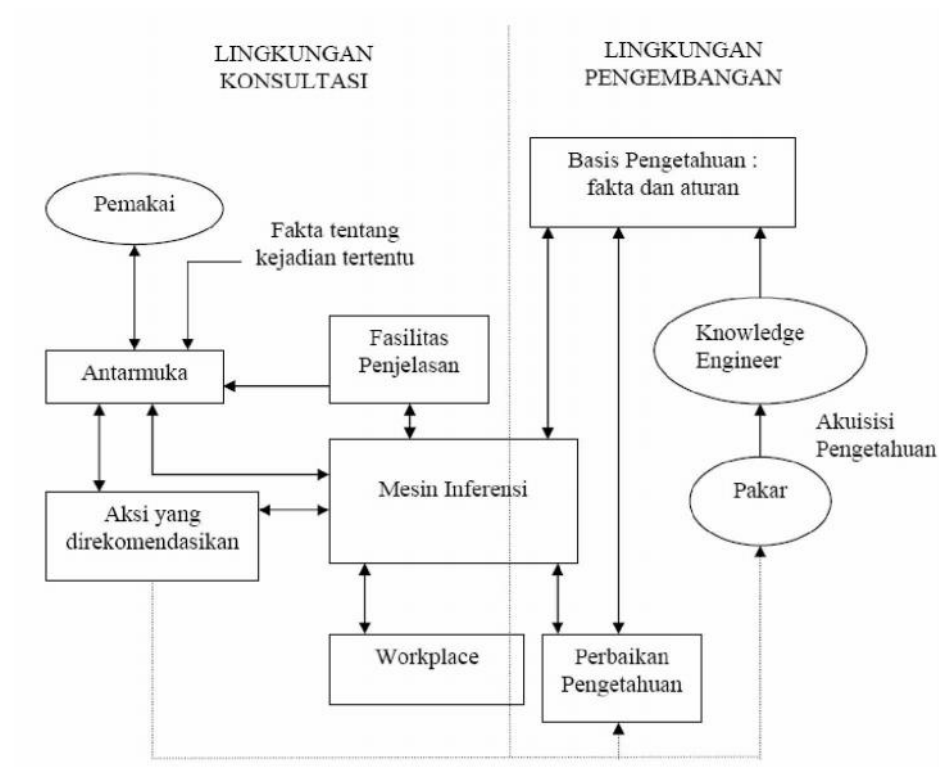 LINGKUNGAN
KONSULTASI
LINGKUNGAN
PENGEMBANGAN
Basis Pengetahuan :
fakta dan aturan
Pemakai
Fakta tentang
kejadian tertentu
Fasilitas
Penjelasan
Antarmuka
Knowledge
Engineer
Akuisisi
Pengetahuan
Mesin Inferensi
Pakar
Aksi yang
direkomendasikan
Workplace
Perbaikan
Pengetahuan